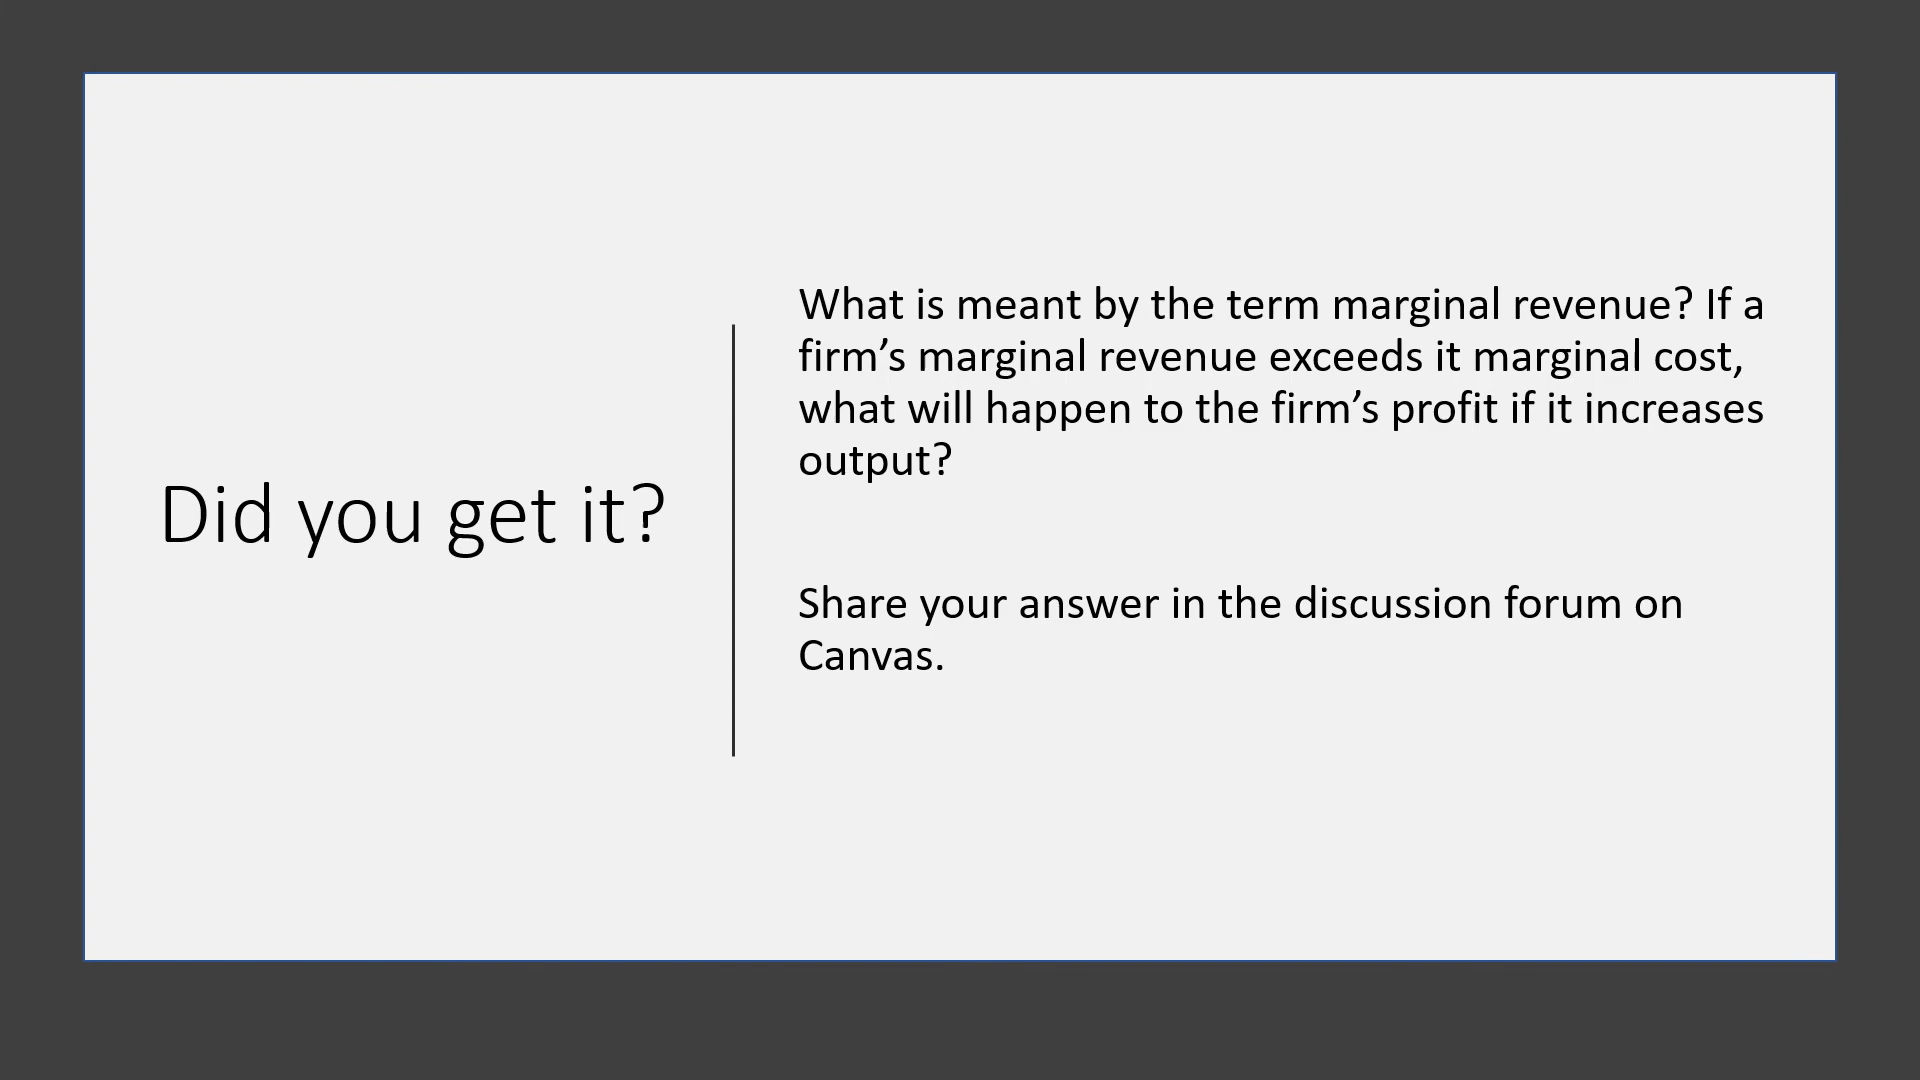 Did you get it?
What is meant by the term marginal revenue? If a
firm’s marginal revenue exceeds it marginal cost,
what will happen to the firm’s profit if it increases
output?
Share your answer in the discussion forum on
Canvas.